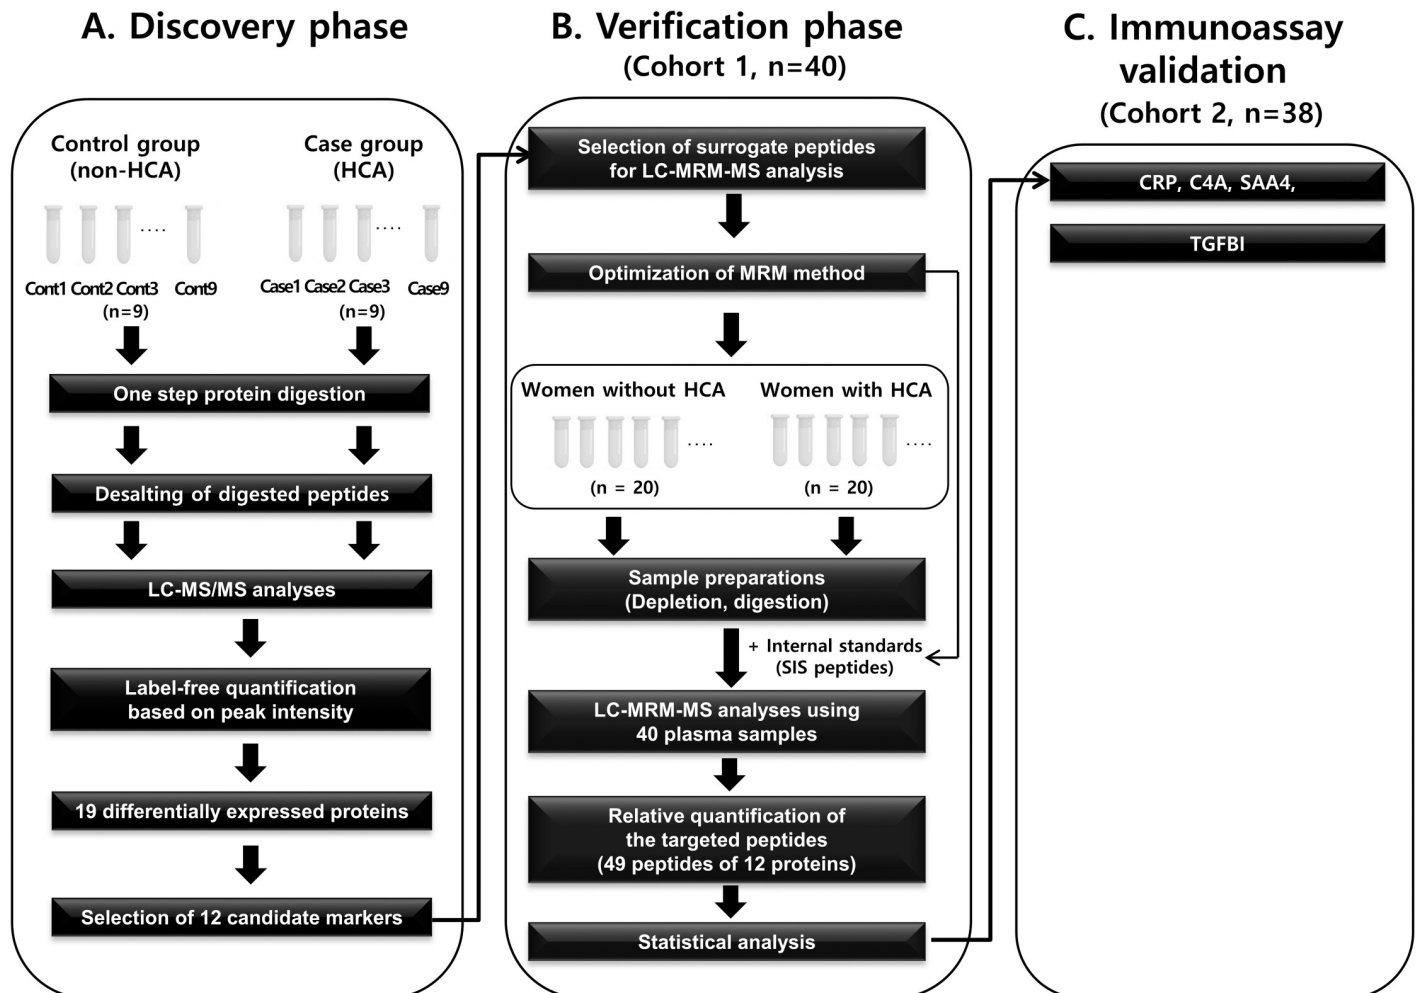 A. Discovery phase
Control group
(non-HCA)
Case group
(HCA)
....
....
Cont1 Cont2 Cont3 Cont9
(n=9)
Case1 Case2 Case3 Case9
(n=9)
One step protein digestion
Desalting of digested peptides
LC-MS/MS analyses
Label-free quantification
based on peak intensity
19 differentially expressed proteins
Selection of 12 candidate markers
B. Verification phase
(Cohort 1, n=40)
Selection of surrogate peptides
for LC-MRM-MS analysis
Optimization of MRM method
Women without HCA
....
(n = 20)
Women with HCA
....
(n = 20)
Sample preparations
(Depletion, digestion)
+ Internal standards
(SIS peptides)
LC-MRM-MS analyses using
40 plasma samples
Relative quantification of
the targeted peptides
(49 peptides of 12 proteins)
Statistical analysis
C. Immunoassay
validation
(Cohort 2, n=38)
CRP, C4A, SAA4,
TGFBI